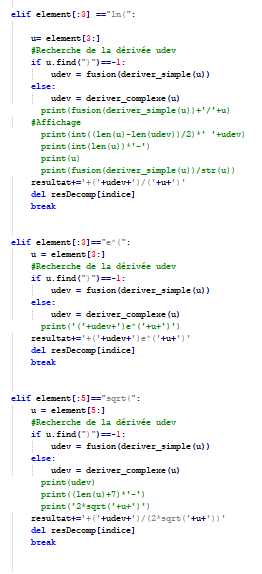 elif element[:3] =="ln(":
u= element[3:]
#Recherche de la dérivée udev
if u.find(")")==-1:
udev = fusion(deriver_simple(u))
else:
udev = deriver_complexe(u)
print(fusion(deriver_simple(u))+'/'+u)
#Affichage
print(int((len(u)-len(udev))/2)*' '+udev)
print(int(len(u))*'-')
print(u)
print(fusion(deriver_simple(u))/str(u))
resultat+='+('+udev+')/('+u+')'
del resDecomp[indice]
break
elif element[:3]=="e^(":
u = element[3:]
#Recherche de la dérivée udev
if u.find(")")==-1:
udev = fusion(deriver_simple(u))
else:
udev = deriver_complexe(u)
print('('+udev+')e^('+u+')')
resultat+='+('+udev+')e^('+u+')'
del resDecomp[indice]
break
elif element[:5]=="sqrt(":
u = element[5:]
#Recherche de la dérivée udev
if u.find(")")==-1:
udev = fusion(deriver_simple(u))
else:
udev = deriver_complexe(u)
print(udev)
print((len(u)+7)*'-')
print('2*sqrt('+u+')')
resultat+='+('+udev+')/(2*sqrt('+u+'))'
del resDecomp[indice]
break